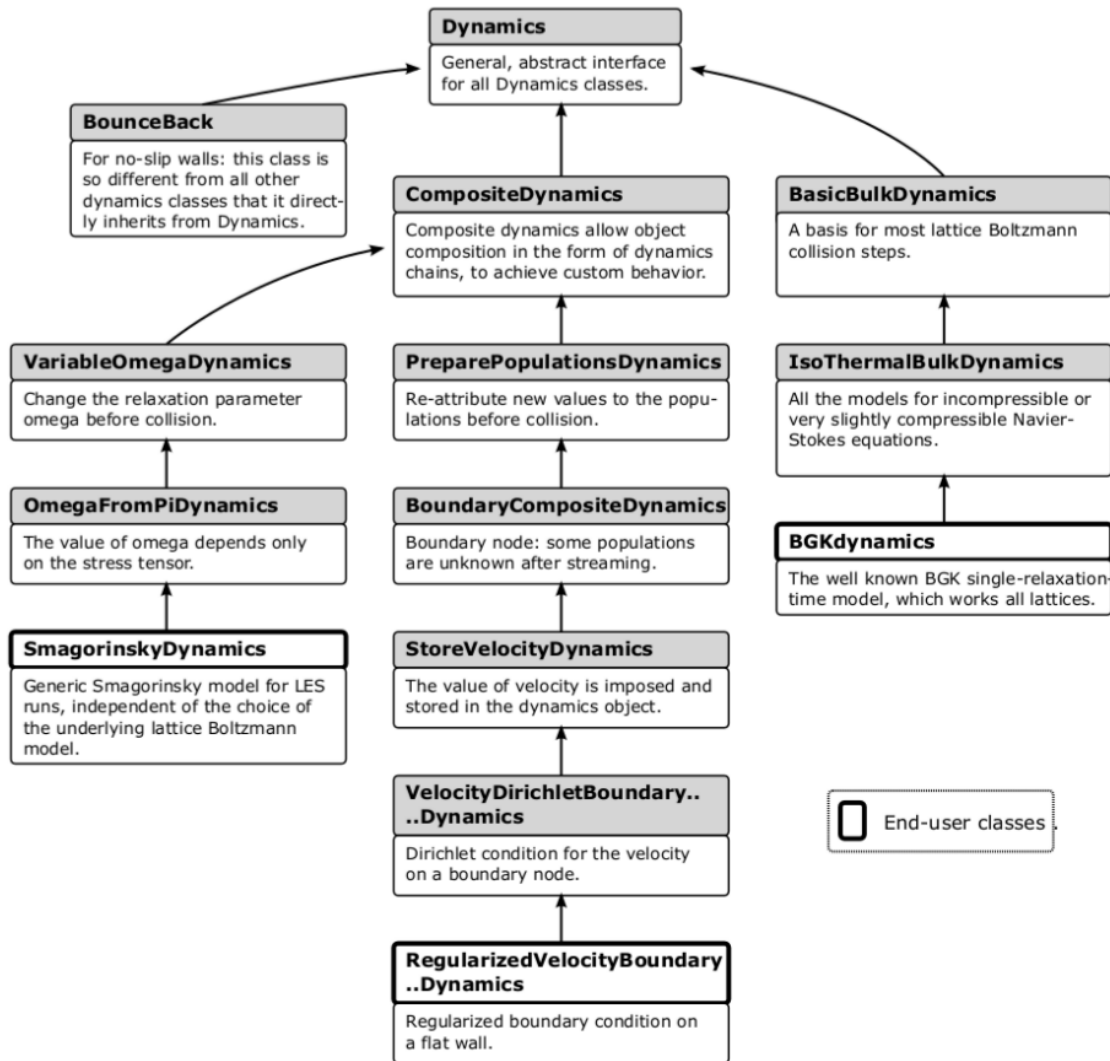 Dynamics
General, abstract interface
for all Dynamics classes.
BounceBack
For no-slip walls: this class is
so different from all other
dynamics classes that it direct-
ly inherits from Dynamics.
CompositeDynamics
Composite dynamics allow object
composition in the form of dynamics
chains, to achieve custom behavior.
BasicBulkDynamics
A basis for most lattice Boltzmann
collision steps.
VariableOmegaDynamics
Change the relaxation parameter
omega before collision.
PreparePopulationsDynamics
Re-attribute new values to the popu-
lations before collision.
IsoThermalBulkDynamics
All the models for incompressible or
very slightly compressible Navier-
Stokes equations.
OmegaFromPiDynamics
The value of omega depends only
on the stress tensor.
BoundaryCompositeDynamics
Boundary node: some populations
are unknown after streaming.
BGKdynamics
The well known BGK single-relaxation-
time model, which works all lattices.
SmagorinskyDynamics
Generic Smagorinsky model for LES
runs, independent of the choice of
the underlying lattice Boltzmann
model.
StoreVelocityDynamics
The value of velocity is imposed and
stored in the dynamics object.
VelocityDirichletBoundary..
...Dynamics
Dirichlet condition for the velocity
on a boundary node.
End-user classes .
RegularizedVelocityBoundary
..Dynamics
Regularized boundary condition on
a flat wall.